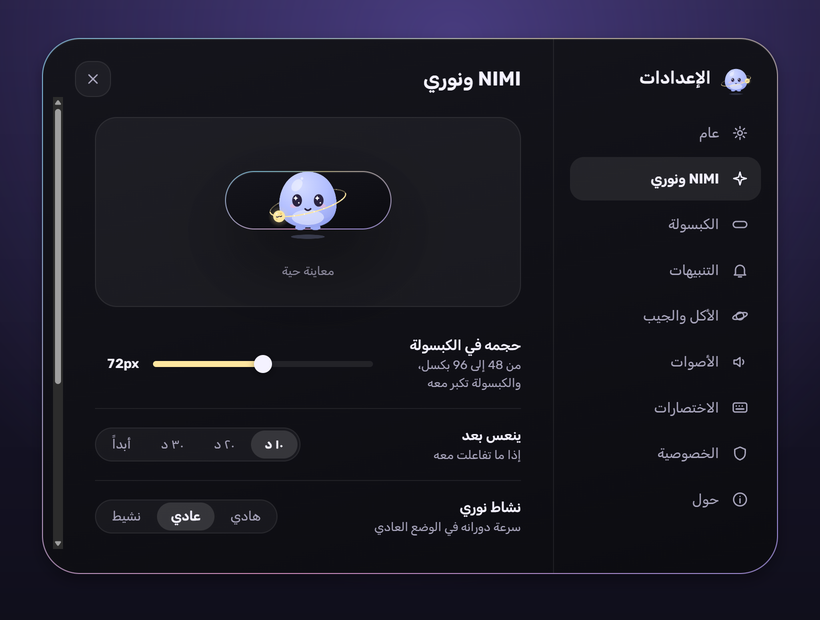 الإعدادات
عام
NIMI ونوري
الكبسولة
التنبيهات
الأكل والجيب
الأصوات
الاختصارات
الخصوصية
حول
NIMI ونوري
معاينة حية
حجمه في الكبسولة
من 48 إلى 96 بكسل،
والكبسولة تكبر معه
72px
ينعس بعد
إذا ما تفاعلت معه
١٠ د
٢٠ د
٣٠ د
أبداً
نشاط نوري
سرعة دورانه في الوضع العادي
هادي
عادي
نشيط